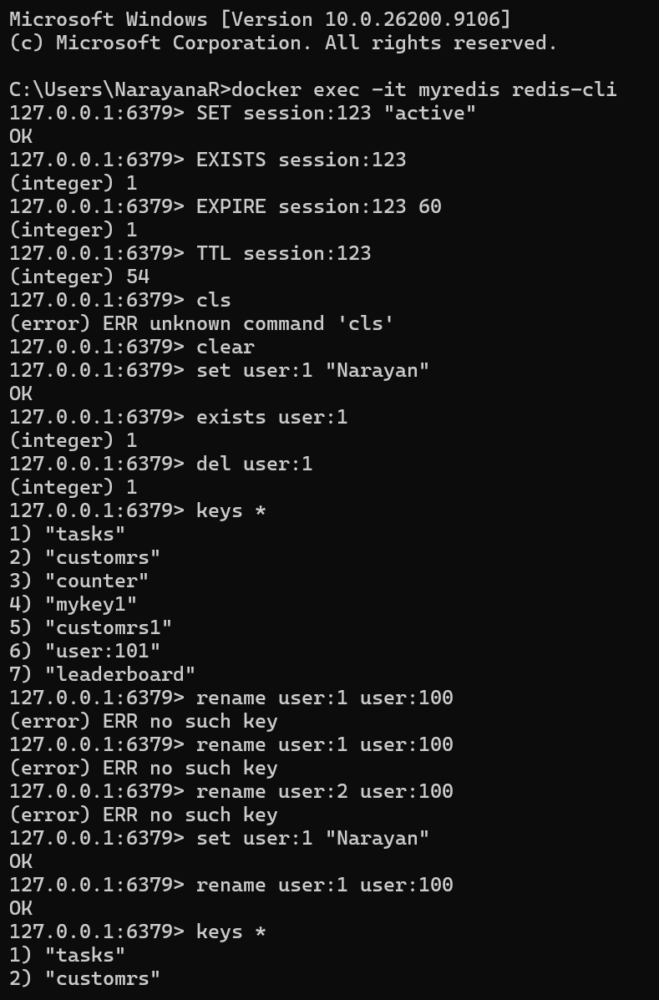 Microsoft Windows [Version 10.0.26200.9106]
(c) Microsoft Corporation. All rights reserved.
C:\Users\NarayanaR>docker exec -it myredis redis-cli
127.0.0.1:6379> SET session:123 "active"
OK
127.0.0.1:6379> EXISTS session:123
(integer) 1
127.0.0.1:6379> EXPIRE session:123 60
(integer) 1
127.0.0.1:6379> TTL session:123
(integer) 54
127.0.0.1:6379> cls
(error) ERR unknown command 'cls'
127.0.0.1:6379> clear
127.0.0.1:6379> set user:1 "Narayan"
OK
127.0.0.1:6379> exists user:1
(integer) 1
127.0.0.1:6379> del user:1
(integer) 1
127.0.0.1:6379> keys *
1) "tasks"
2) "customrs"
3) "counter"
4) "mykey1"
5) "customrs1"
6) "user:101"
7) "leaderboard"
127.0.0.1:6379> rename user:1 user:100
(error) ERR no such key
127.0.0.1:6379> rename user:1 user:100
(error) ERR no such key
127.0.0.1:6379> rename user:2 user:100
(error) ERR no such key
127.0.0.1:6379> set user:1 "Narayan"
OK
127.0.0.1:6379> rename user:1 user:100
OK
127.0.0.1:6379> keys *
1) "tasks"
2) "customrs"